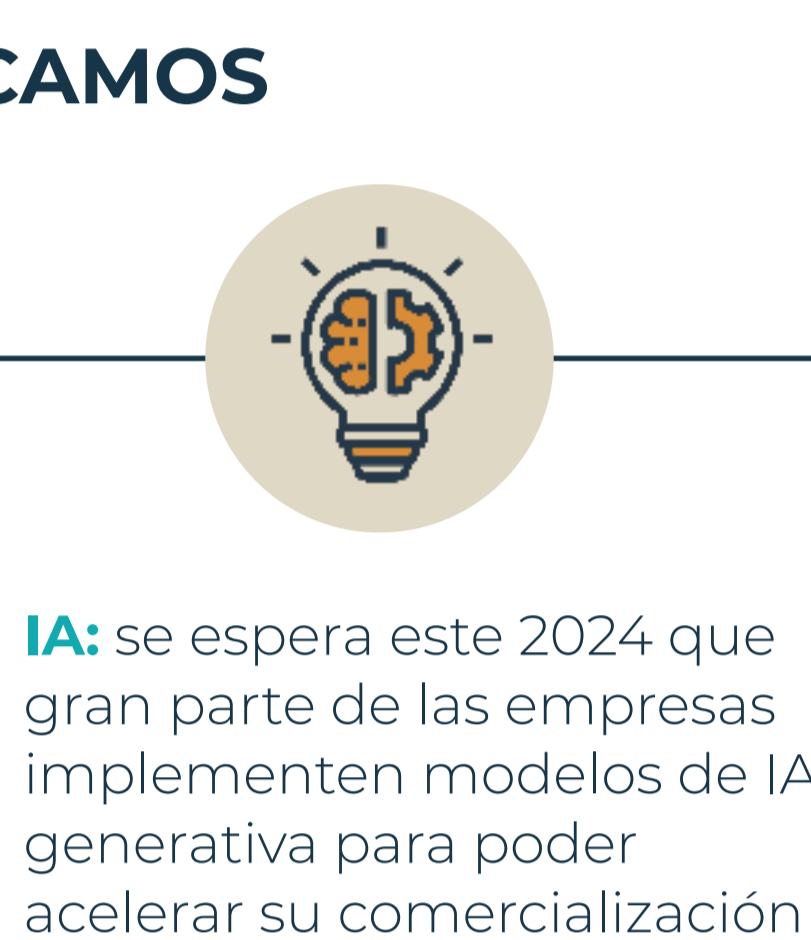 CAMOS
IA: se espera este 2024 que
gran parte de las empresas
implementen modelos de IA
generativa para poder
acelerar su comercialización